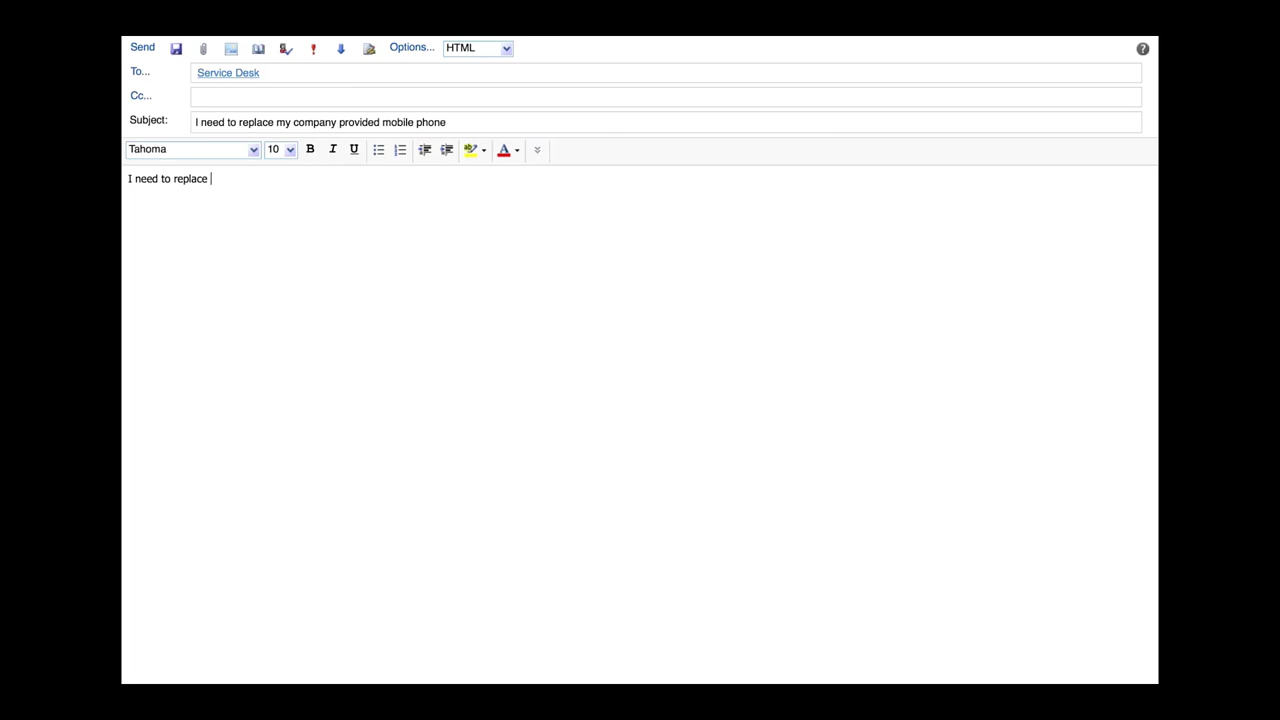 Send Options... HTML
To... Service Desk
Cc...
Subject: I need to replace my company provided mobile phone
Tahoma 10 B I U A
I need to replace